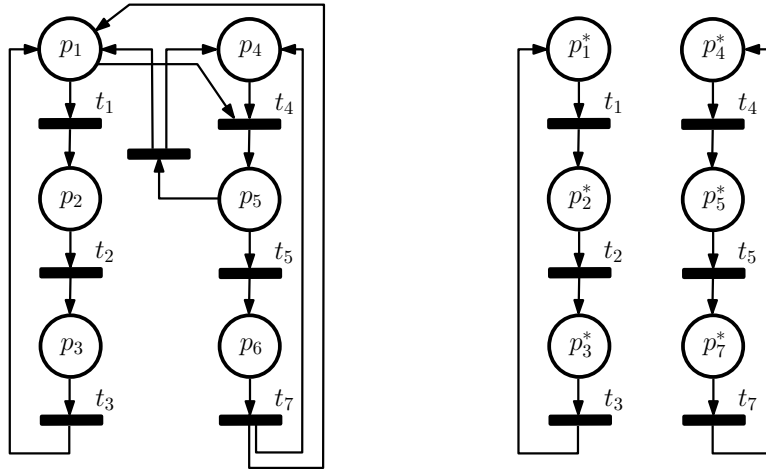 p₁ p₄ p₁* p₄*
t₁ t₄ t₁ t₄
p₂ p₅ p₂* p₅*
t₂ t₅ t₂ t₅
p₃ p₆ p₃* p₇*
t₃ t₇ t₃ t₇